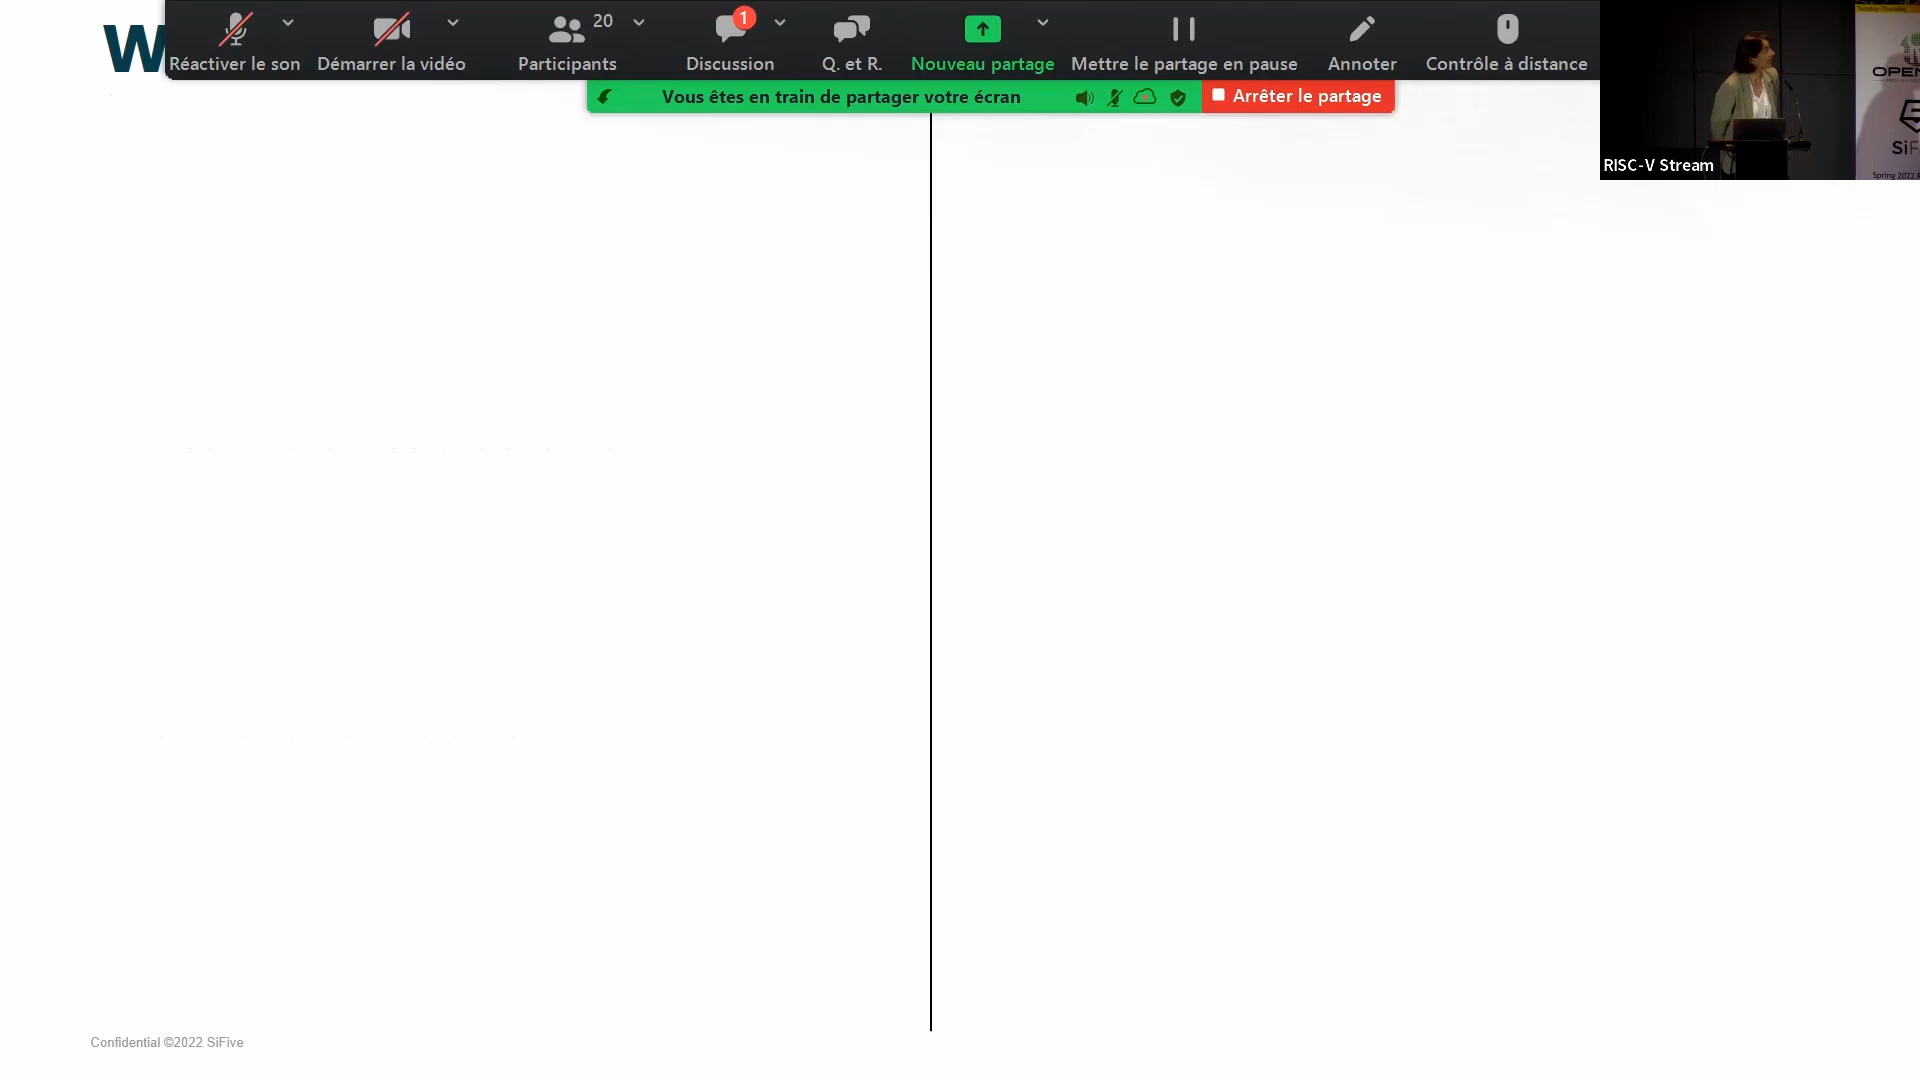 W
Réactiver le son
Démarrer la vidéo
Participants
20
Discussion
1
Q. et R.
Nouveau partage
Mettre le partage en pause
Annoter
Contrôle à distance
Vous êtes en train de partager votre écran
Arrêter le partage
RISC-V Stream
OPEN
SiF
Spring 2022
Confidential ©2022 SiFive